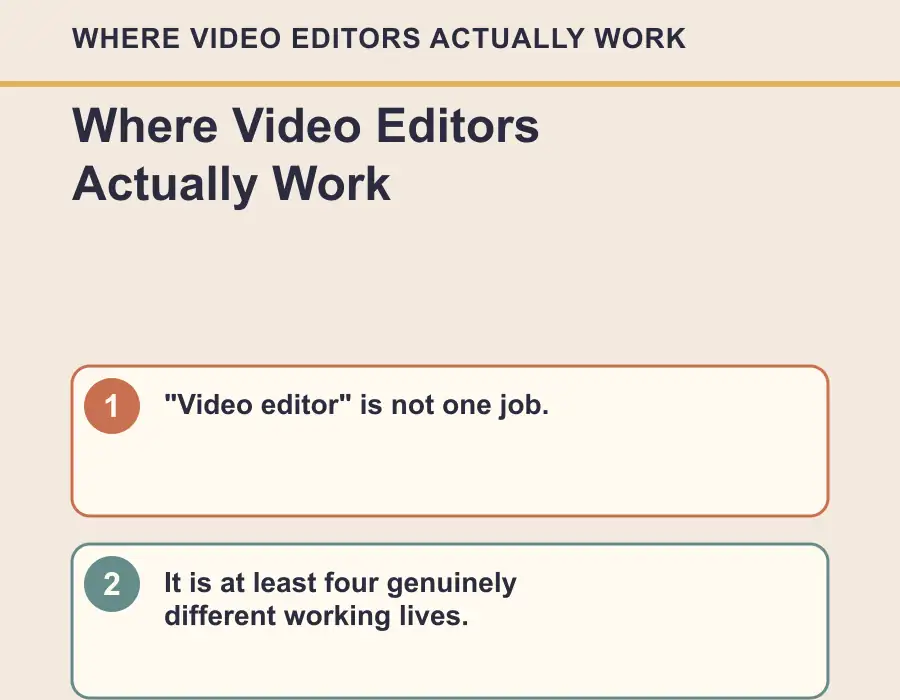 WHERE VIDEO EDITORS ACTUALLY WORK
Where Video Editors
Actually Work
1
"Video editor" is not one job.
2
It is at least four genuinely
different working lives.